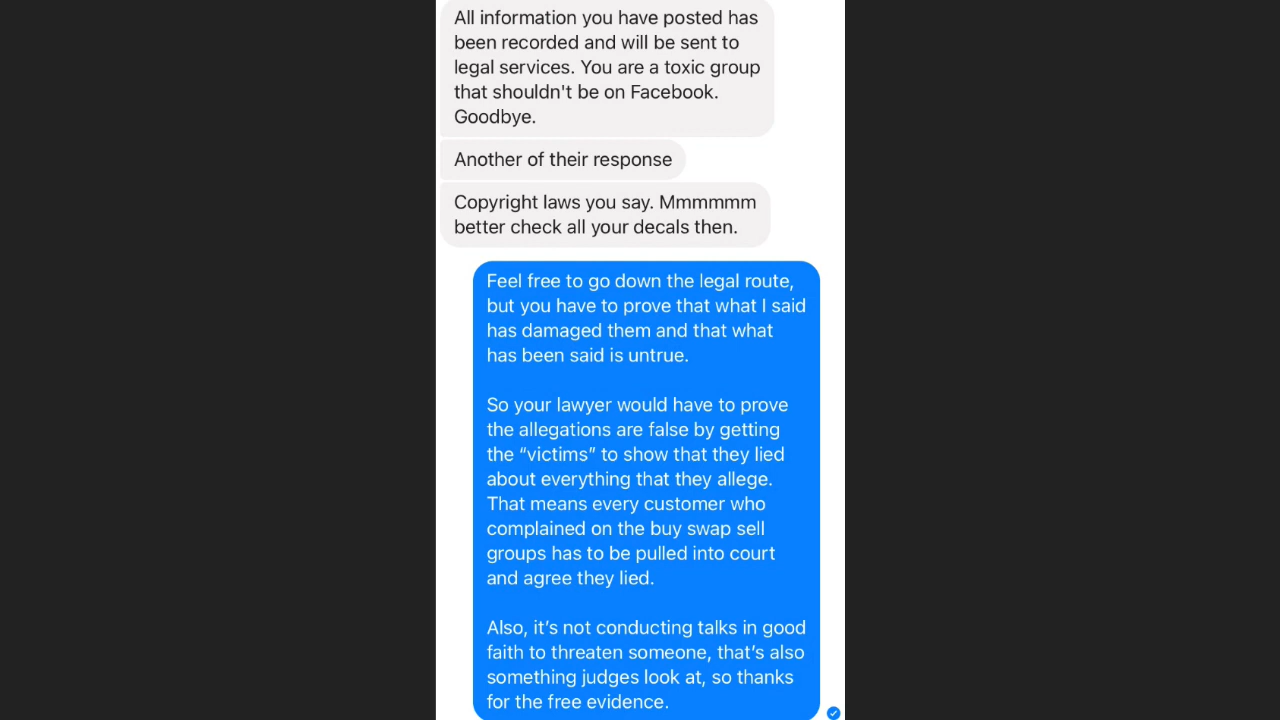 All information you have posted has
been recorded and will be sent to
legal services. You are a toxic group
that shouldn't be on Facebook.
Goodbye.
Another of their response
Copyright laws you say. Mmmmmm
better check all your decals then.
Feel free to go down the legal route,
but you have to prove that what I said
has damaged them and that what
has been said is untrue.
So your lawyer would have to prove
the allegations are false by getting
the “victims” to show that they lied
about everything that they allege.
That means every customer who
complained on the buy swap sell
groups has to be pulled into court
and agree they lied.
Also, it’s not conducting talks in good
faith to threaten someone, that’s also
something judges look at, so thanks
for the free evidence.